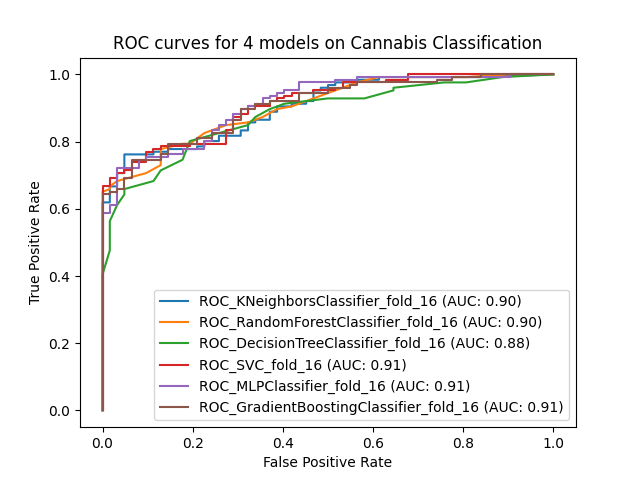 ROC curves for 4 models on Cannabis Classification
True Positive Rate
1.0
0.8
0.6
0.4
0.2
0.0
ROC_KNeighborsClassifier_fold_16 (AUC: 0.90)
ROC_RandomForestClassifier_fold_16 (AUC: 0.90)
ROC_DecisionTreeClassifier_fold_16 (AUC: 0.88)
ROC_SVC_fold_16 (AUC: 0.91)
ROC_MLPClassifier_fold_16 (AUC: 0.91)
ROC_GradientBoostingClassifier_fold_16 (AUC: 0.91)
0.0 0.2 0.4 0.6 0.8 1.0
False Positive Rate